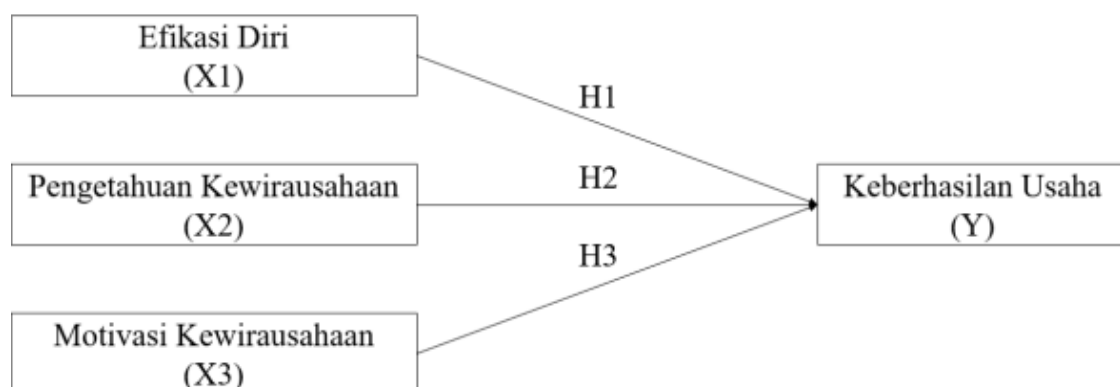 Efikasi Diri
(X1)
H1
Pengetahuan Kewirausahaan
(X2)
H2
Keberhasilan Usaha
(Y)
H3
Motivasi Kewirausahaan
(X3)